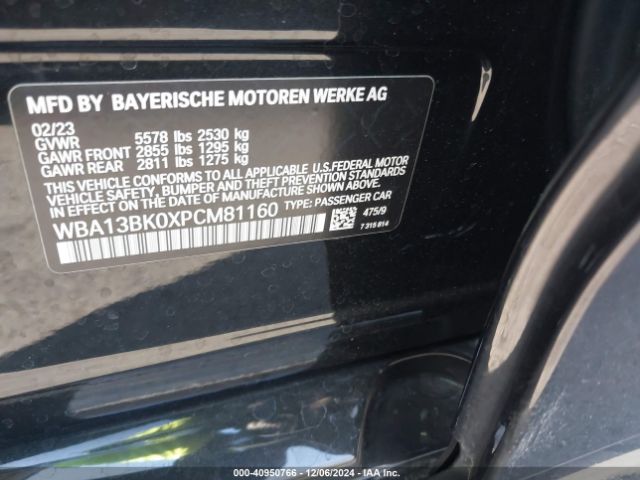 MFD BY BAYERISCHE MOTOREN WERKE AG
02/23
GVWR 5578 lbs 2530 kg
GAWR FRONT 2855 lbs 1295 kg
GAWR REAR 2811 lbs 1275 kg
THIS VEHICLE CONFORMS TO ALL APPLICABLE U.S.FEDERAL MOTOR
VEHICLE SAFETY, BUMPER AND THEFT PREVENTION STANDARDS
IN EFFECT ON THE DATE OF MANUFACTURE SHOWN ABOVE.
WBA13BK0XPCM81160 TYPE: PASSENGER CAR
475/9
7 315 814
000-40950766 - 12/06/2024 - IAA Inc.